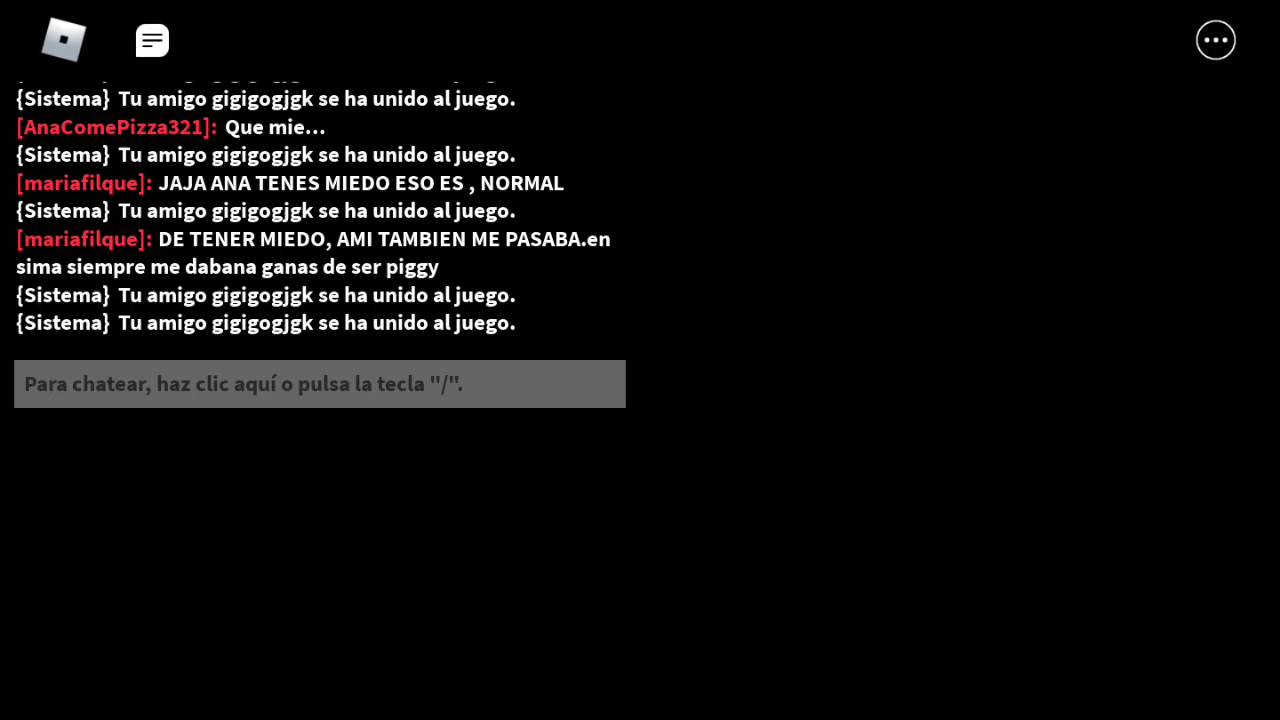 {Sistema} Tu amigo gigigogjgk se ha unido al juego.
[AnaComePizza321]: Que mie...
{Sistema} Tu amigo gigigogjgk se ha unido al juego.
[mariafilque]: JAJA ANA TENES MIEDO ESO ES , NORMAL
{Sistema} Tu amigo gigigogjgk se ha unido al juego.
[mariafilque]: DE TENER MIEDO, AMI TAMBIEN ME PASABA.en
sima siempre me dabana ganas de ser piggy
{Sistema} Tu amigo gigigogjgk se ha unido al juego.
{Sistema} Tu amigo gigigogjgk se ha unido al juego.
Para chatear, haz clic aquí o pulsa la tecla "/".